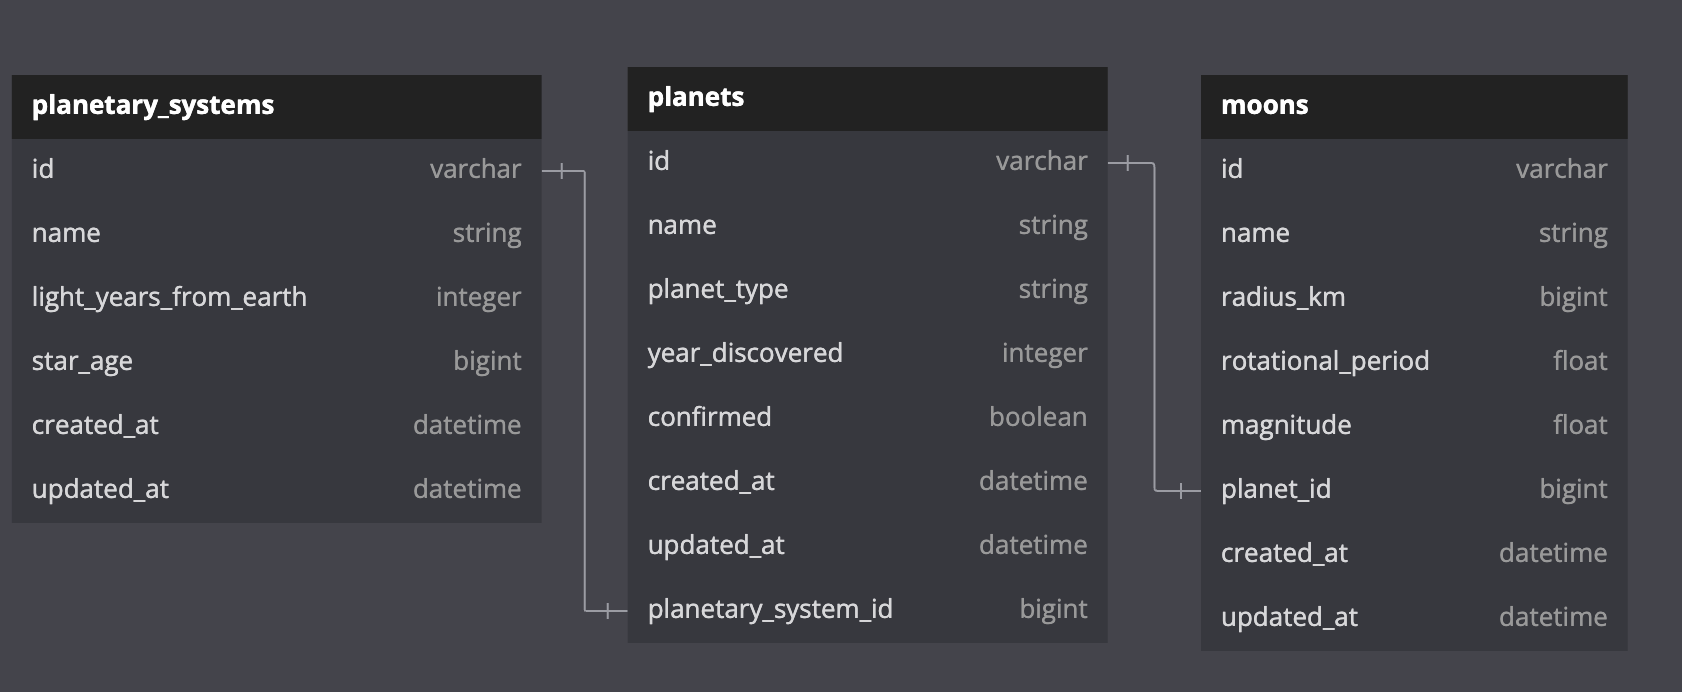 planetary_systems
id varchar
name string
light_years_from_earth integer
star_age bigint
created_at datetime
updated_at datetime
planets
id varchar
name string
planet_type string
year_discovered integer
confirmed boolean
created_at datetime
updated_at datetime
planetary_system_id bigint
moons
id varchar
name string
radius_km bigint
rotational_period float
magnitude float
planet_id bigint
created_at datetime
updated_at datetime